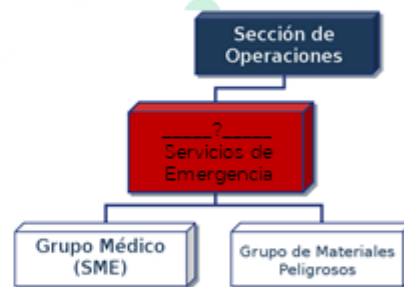 Sección de
Operaciones
_____?_____
Servicios de
Emergencia
Grupo Médico
(SME)
Grupo de Materiales
Peligrosos